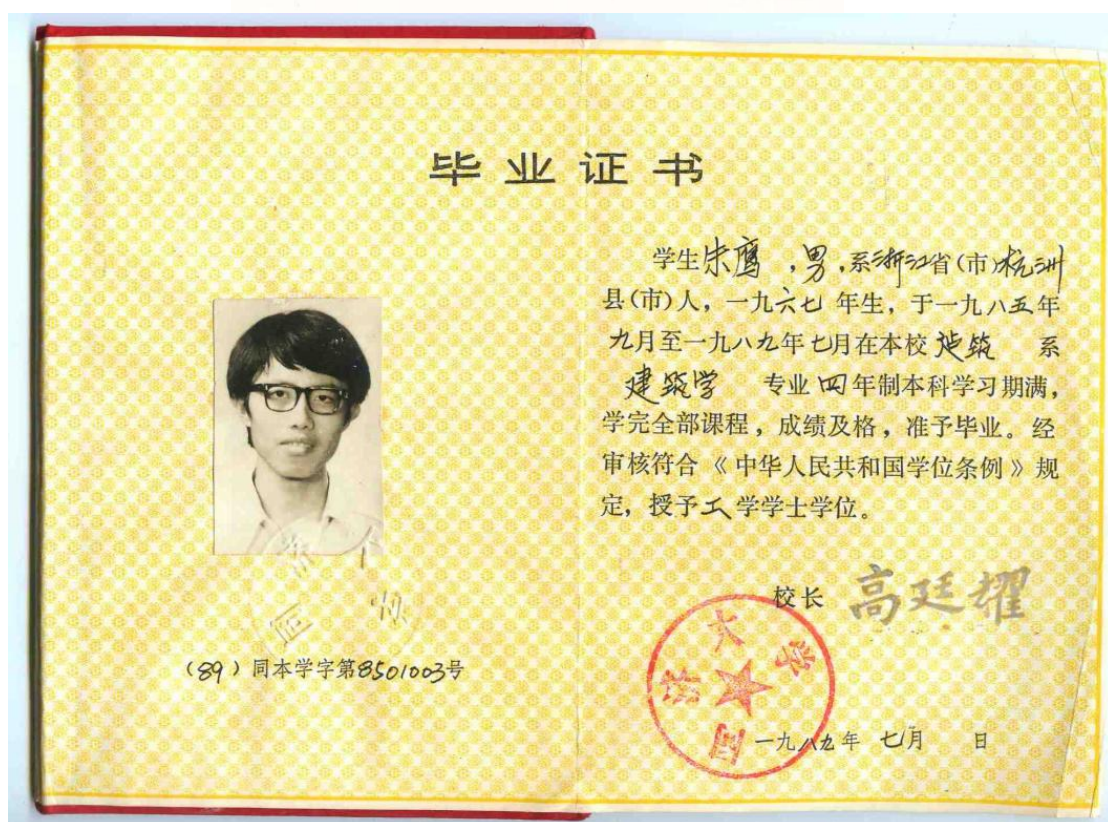 毕业证书
学生朱鹰，男，系浙江省(市)杭州
县(市)人，一九六七年生，于一九八五年
九月至一九八九年七月在本校建筑 系
建筑学 专业四年制本科学习期满，
学完全部课程，成绩及格，准予毕业。经
审核符合《中华人民共和国学位条例》规
定，授予工学学士学位。
校长 高廷耀
同济大学
一九八九年 七月 日
同济大学
(89)同本学字第8501003号